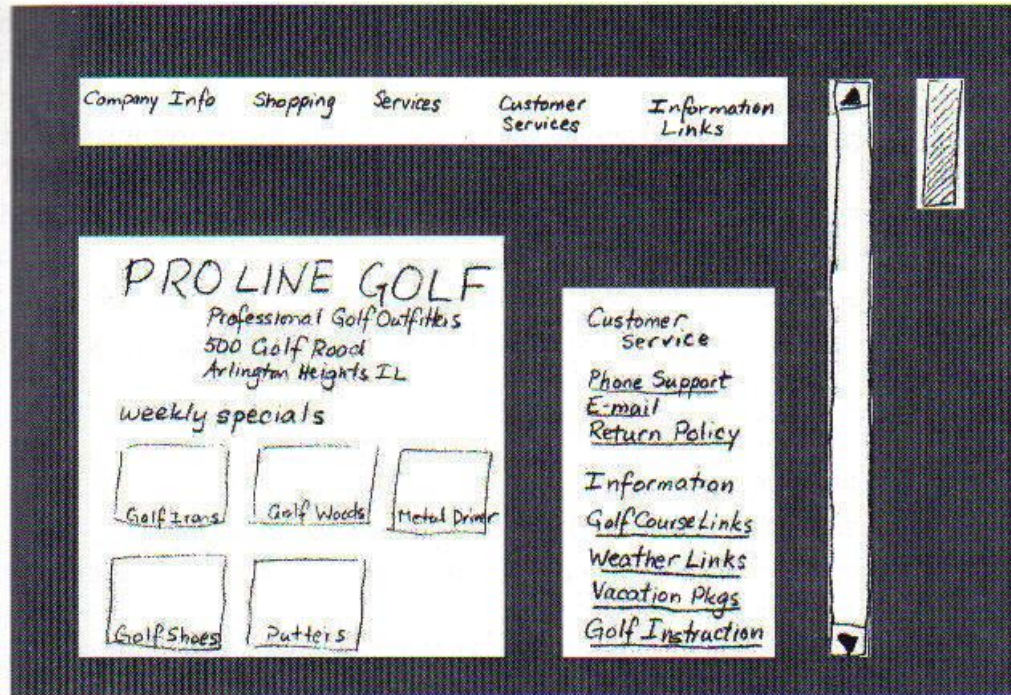 Company Info Shopping Services Customer Services Information Links
PRO LINE GOLF
Professional Golf Outfitters
500 Golf Road
Arlington Heights IL
weekly specials
Golf Irons Golf Woods Metal Driver
Golf Shoes Putters
Customer
Service
Phone Support
E-mail
Return Policy
Information
Golf Course Links
Weather Links
Vacation Pkgs
Golf Instruction